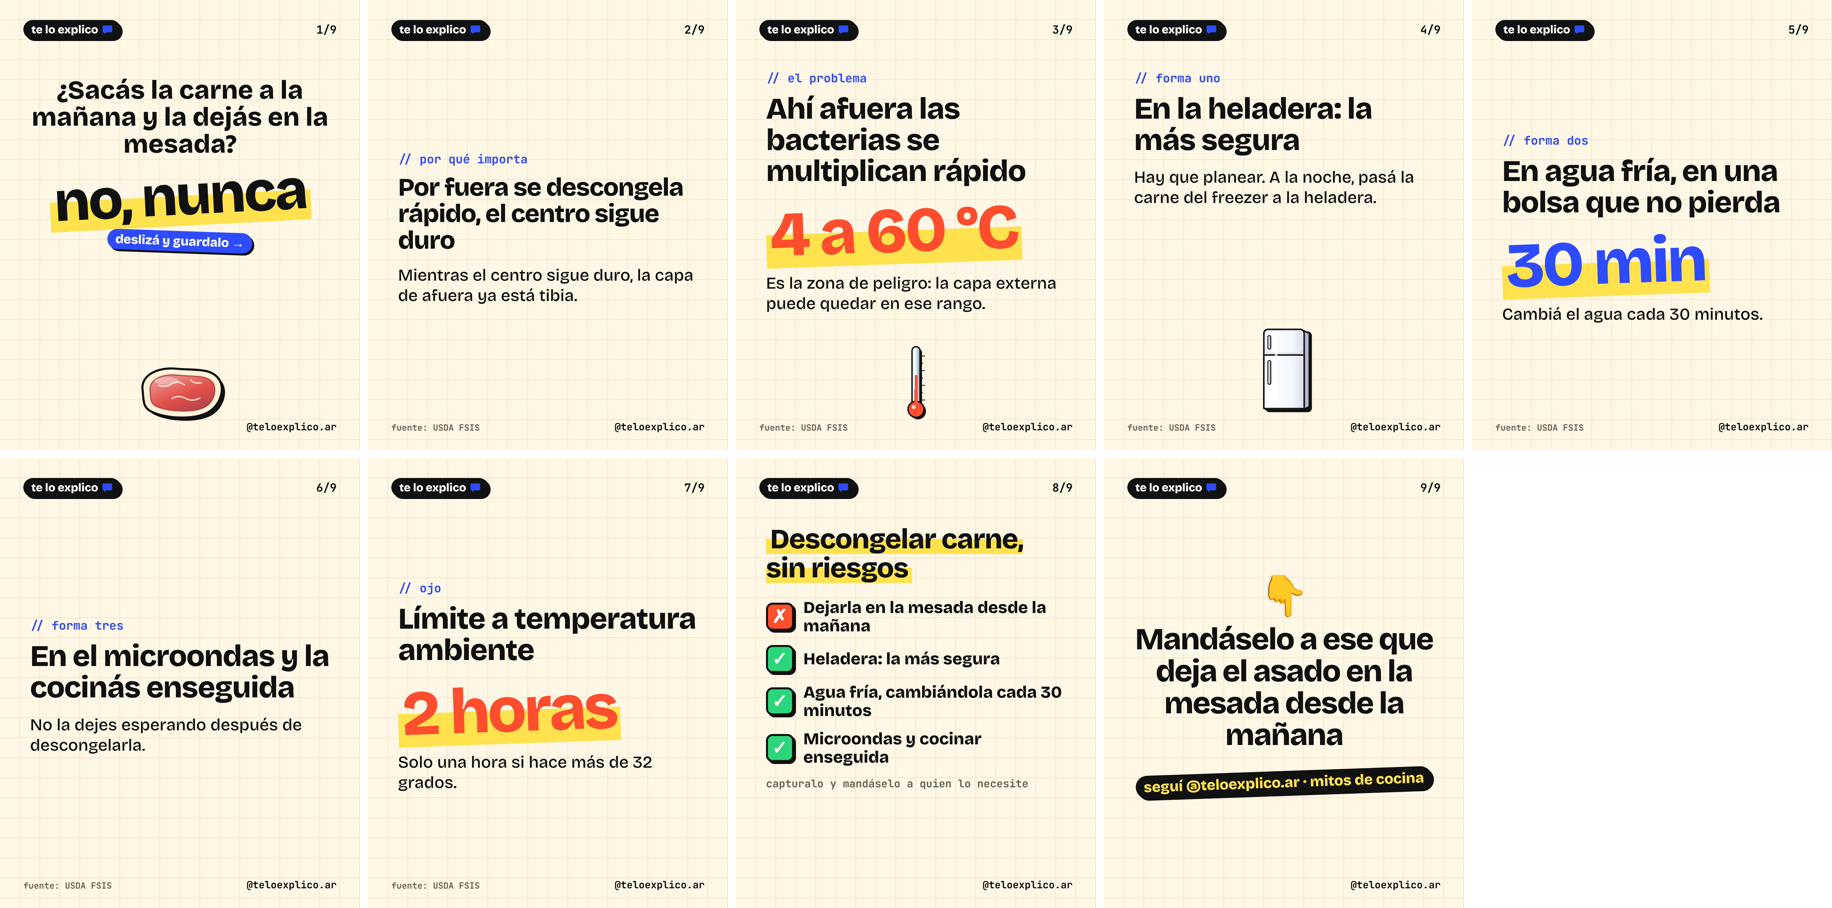 te lo explico
1/9
¿Sacás la carne a la
mañana y la dejás en la
mesada?
no, nunca
deslizá y guardalo →
@teloexplico.ar
te lo explico
2/9
// por qué importa
Por fuera se descongela
rápido, el centro sigue
duro
Mientras el centro sigue duro, la capa
de afuera ya está tibia.
fuente: USDA FSIS
@teloexplico.ar
te lo explico
3/9
// el problema
Ahí afuera las
bacterias se
multiplican rápido
4 a 60 °C
Es la zona de peligro: la capa externa
puede quedar en ese rango.
fuente: USDA FSIS
@teloexplico.ar
te lo explico
4/9
// forma uno
En la heladera: la
más segura
Hay que planear. A la noche, pasá la
carne del freezer a la heladera.
fuente: USDA FSIS
@teloexplico.ar
te lo explico
5/9
// forma dos
En agua fría, en una
bolsa que no pierda
30 min
Cambiá el agua cada 30 minutos.
fuente: USDA FSIS
@teloexplico.ar
te lo explico
6/9
// forma tres
En el microondas y la
cocinás enseguida
No la dejes esperando después de
descongelarla.
fuente: USDA FSIS
@teloexplico.ar
te lo explico
7/9
// ojo
Límite a temperatura
ambiente
2 horas
Solo una hora si hace más de 32
grados.
fuente: USDA FSIS
@teloexplico.ar
te lo explico
8/9
Descongelar carne,
sin riesgos
✗ Dejarla en la mesada desde la
mañana
✓ Heladera: la más segura
✓ Agua fría, cambiándola cada 30
minutos
✓ Microondas y cocinar
enseguida
capturalo y mandáselo a quien lo necesite
@teloexplico.ar
te lo explico
9/9
Mandáselo a ese que
deja el asado en la
mesada desde la
mañana
seguí @teloexplico.ar · mitos de cocina
@teloexplico.ar